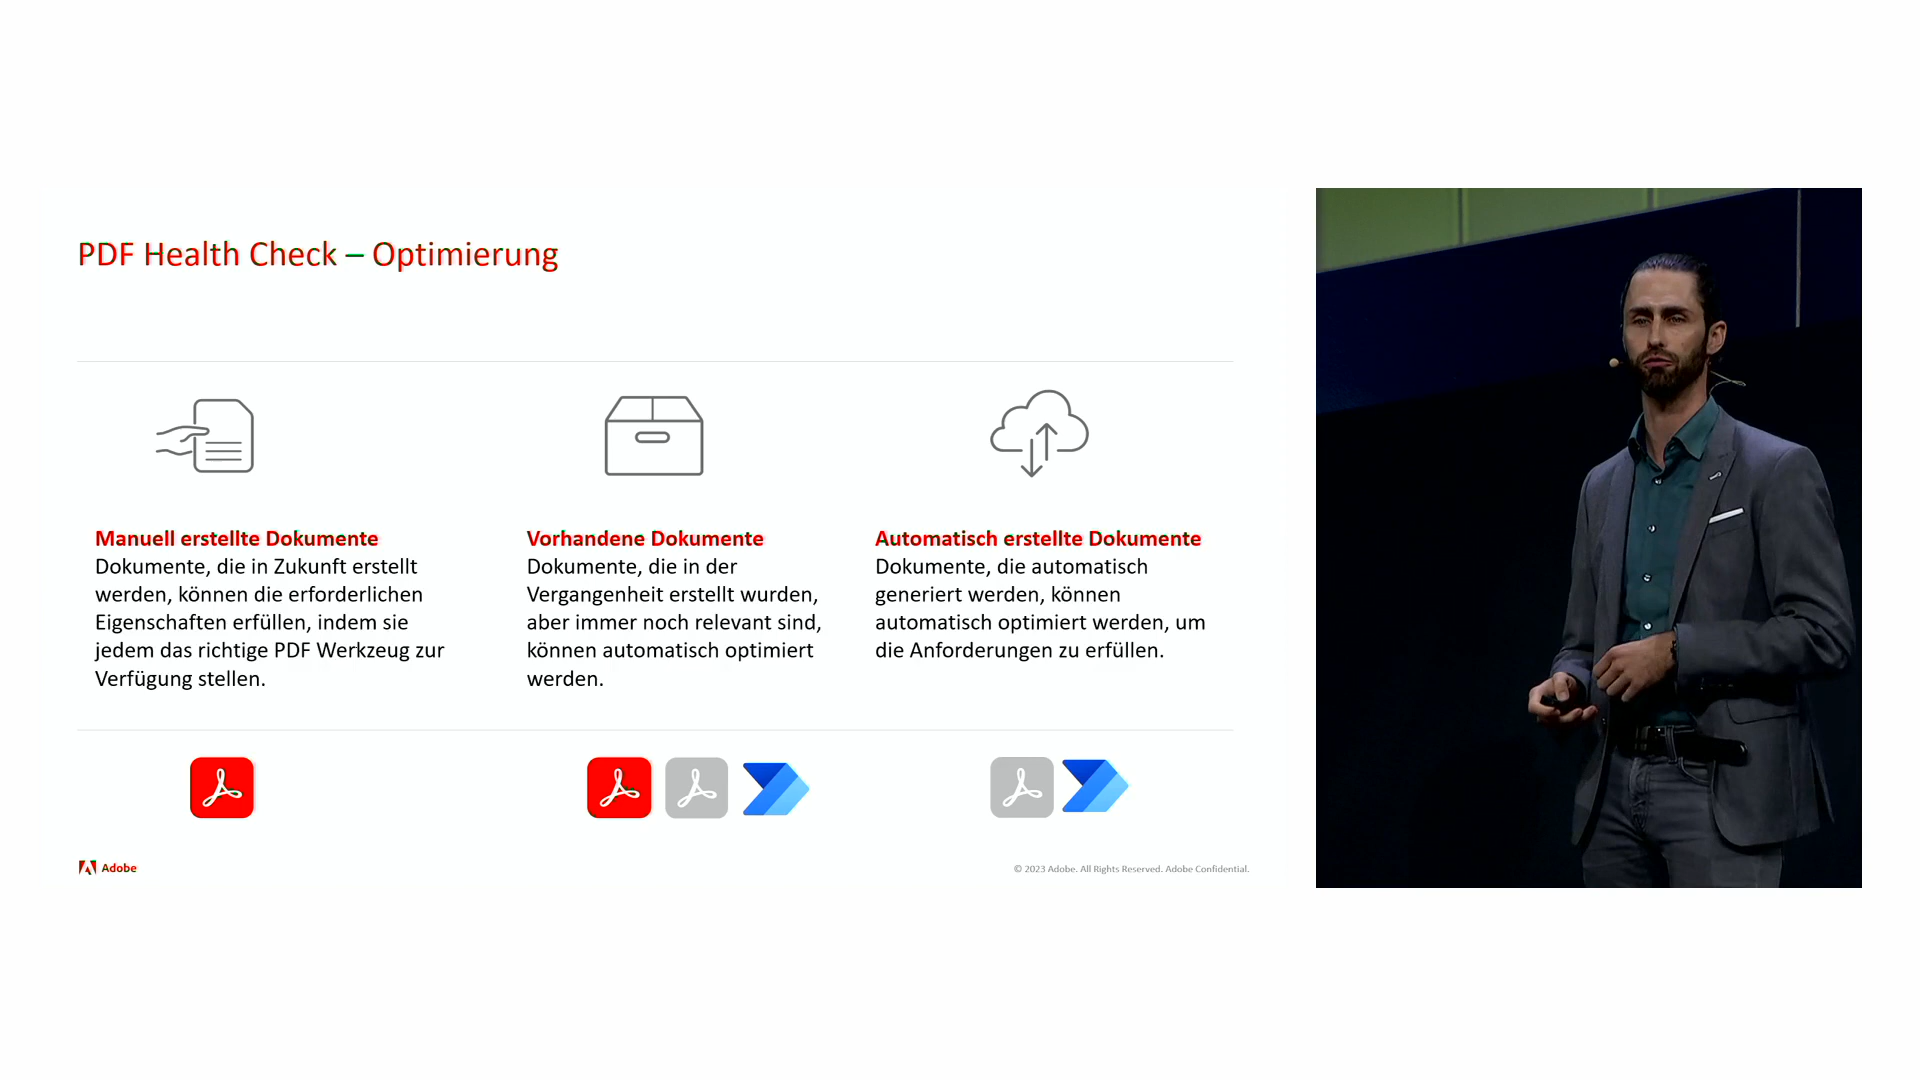 PDF Health Check – Optimierung
Manuell erstellte Dokumente
Dokumente, die in Zukunft erstellt
werden, können die erforderlichen
Eigenschaften erfüllen, indem sie
jedem das richtige PDF Werkzeug zur
Verfügung stellen.
Vorhandene Dokumente
Dokumente, die in der
Vergangenheit erstellt wurden,
aber immer noch relevant sind,
können automatisch optimiert
werden.
Automatisch erstellte Dokumente
Dokumente, die automatisch
generiert werden, können
automatisch optimiert werden, um
die Anforderungen zu erfüllen.
Adobe
© 2023 Adobe. All Rights Reserved. Adobe Confidential.